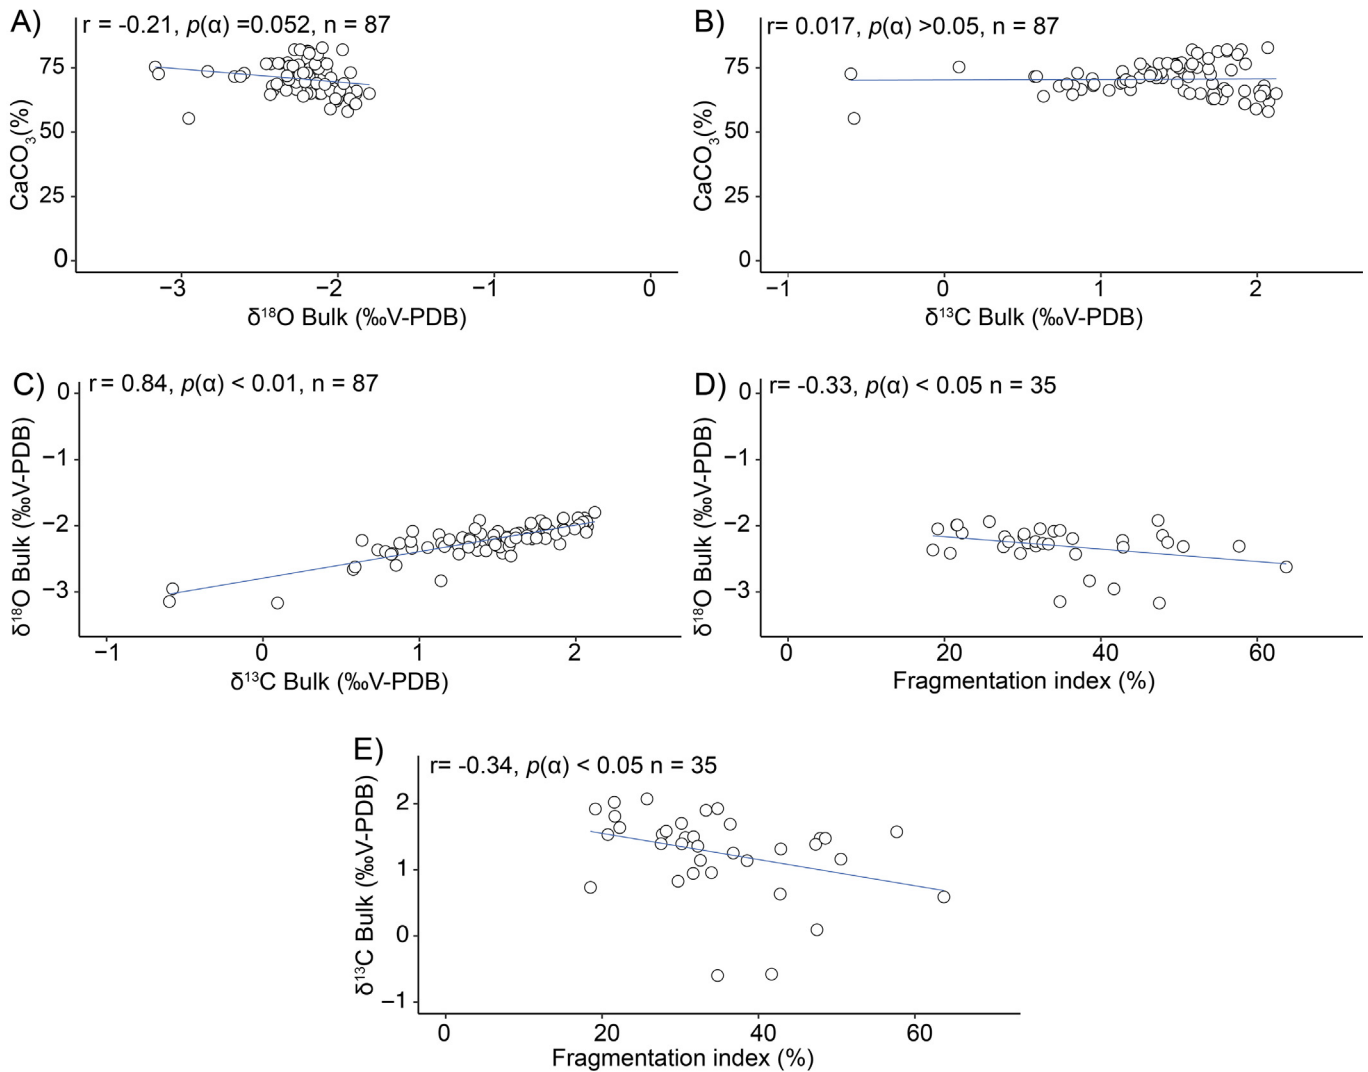 A) r = -0.21, p(α) =0.052, n = 87
75
50
25
0
CaCO₃(%)
−3 −2 −1 0
δ¹⁸O Bulk (‰V-PDB)
B) r= 0.017, p(α) >0.05, n = 87
75
50
25
0
CaCO₃(%)
−1 0 1 2
δ¹³C Bulk (‰V-PDB)
C) r = 0.84, p(α) < 0.01, n = 87
0
−1
−2
−3
δ¹⁸O Bulk (‰V-PDB)
−1 0 1 2
δ¹³C Bulk (‰V-PDB)
D) r= -0.33, p(α) < 0.05 n = 35
0
−1
−2
−3
δ¹⁸O Bulk (‰V-PDB)
0 20 40 60
Fragmentation index (%)
E) r= -0.34, p(α) < 0.05 n = 35
2
1
0
−1
δ¹³C Bulk (‰V-PDB)
0 20 40 60
Fragmentation index (%)